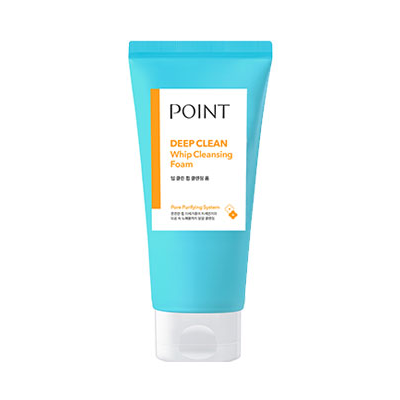 POINT
DEEP CLEAN
Whip Cleansing
Foam
딥 클린 휩 클렌징 폼
Pore Purifying System